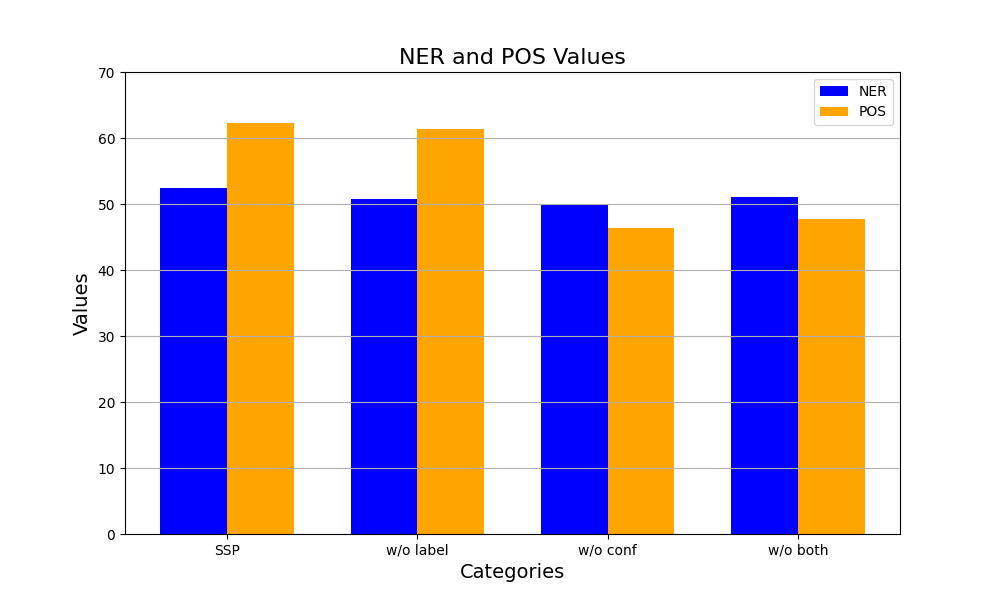 NER and POS Values
NER
POS
Values
70
60
50
40
30
20
10
0
SSP
w/o label
w/o conf
w/o both
Categories